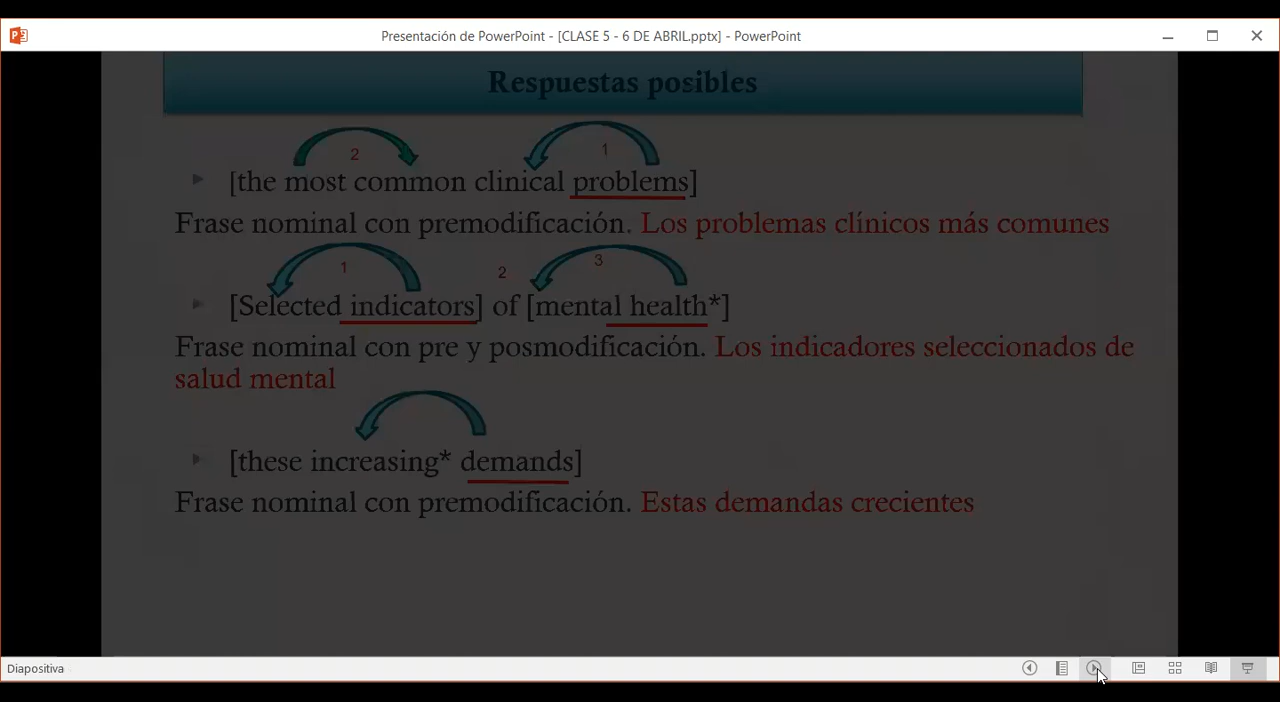 Presentación de PowerPoint - [CLASE 5 - 6 DE ABRIL.pptx] - PowerPoint
Respuestas posibles
2 1
[the most common clinical problems]
Frase nominal con premodificación. Los problemas clínicos más comunes
1 2 3
[Selected indicators] of [mental health*]
Frase nominal con pre y posmodificación. Los indicadores seleccionados de
salud mental
[these increasing* demands]
Frase nominal con premodificación. Estas demandas crecientes
Diapositiva